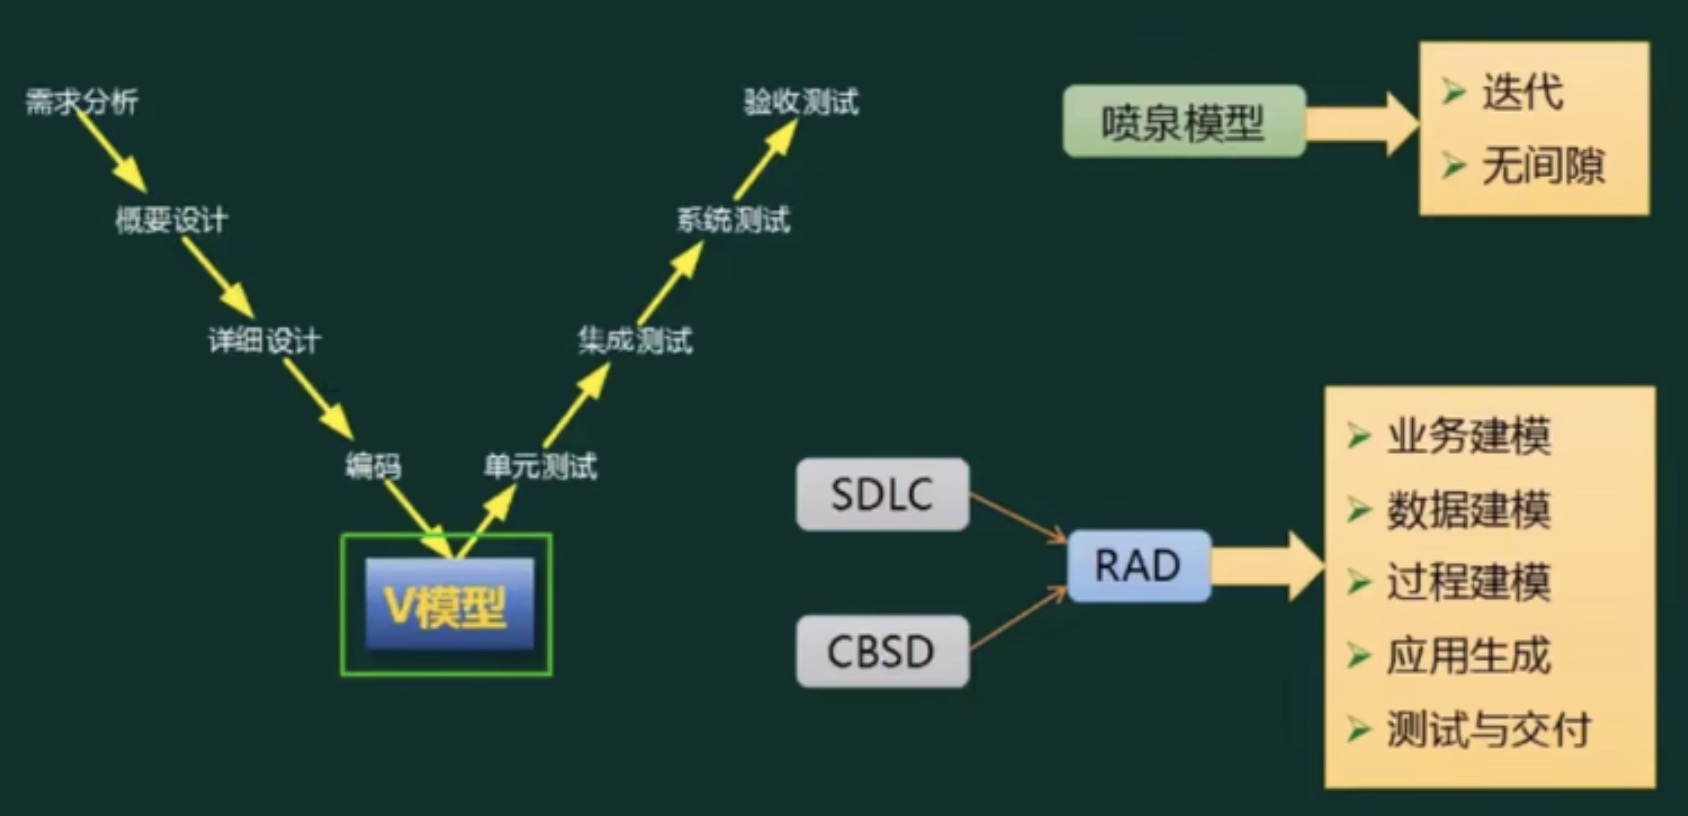 需求分析
概要设计
详细设计
编码
V模型
单元测试
集成测试
系统测试
验收测试
喷泉模型
迭代
无间隙
SDLC
CBSD
RAD
业务建模
数据建模
过程建模
应用生成
测试与交付